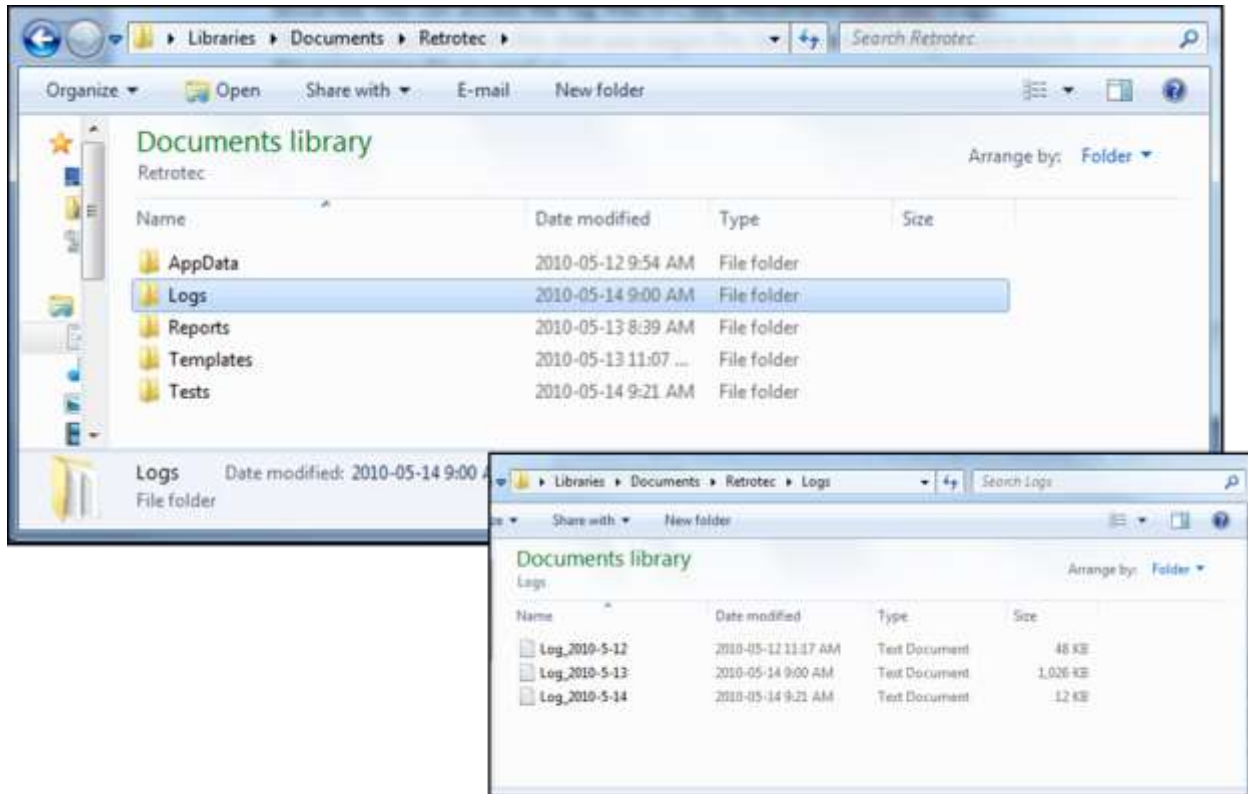 Libraries Documents Retrotec Search Retrotec
Organize Open Share with E-mail New folder
Documents library
Retrotec
Arrange by: Folder
Name Date modified Type Size
AppData 2010-05-12 9:54 AM File folder
Logs 2010-05-14 9:00 AM File folder
Reports 2010-05-13 8:39 AM File folder
Templates 2010-05-13 11:07 ... File folder
Tests 2010-05-14 9:21 AM File folder
Logs Date modified: 2010-05-14 9:00
File folder
Libraries Documents Retrotec Logs Search Logs
Share with New folder
Documents library
Logs
Arrange by: Folder
Name Date modified Type Size
Log_2010-5-12 2010-05-12 11:17 AM Text Document 48 KB
Log_2010-5-13 2010-05-14 9:00 AM Text Document 1,026 KB
Log_2010-5-14 2010-05-14 9:21 AM Text Document 12 KB